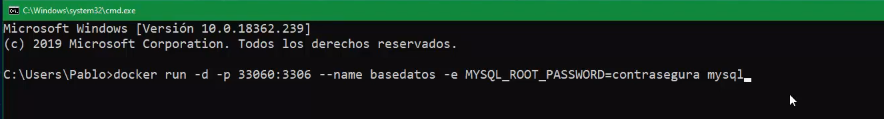 C:\Windows\system32\cmd.exe
Microsoft Windows [Versión 10.0.18362.239]
(c) 2019 Microsoft Corporation. Todos los derechos reservados.
C:\Users\Pablo>docker run -d -p 33060:3306 --name basedatos -e MYSQL_ROOT_PASSWORD=contrasegura mysql